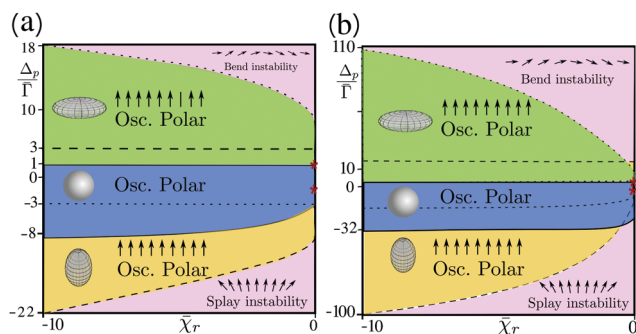 (a)
18
Δp
Γ̄
10
3
1
0
-3
-8
-22
-10
χ̄r
0
Bend instability
Osc. Polar
Osc. Polar
Osc. Polar
Splay instability
(b)
110
Δp
Γ̄
10
0
-32
-100
-10
χ̄r
0
Bend instability
Osc. Polar
Osc. Polar
Osc. Polar
Splay instability